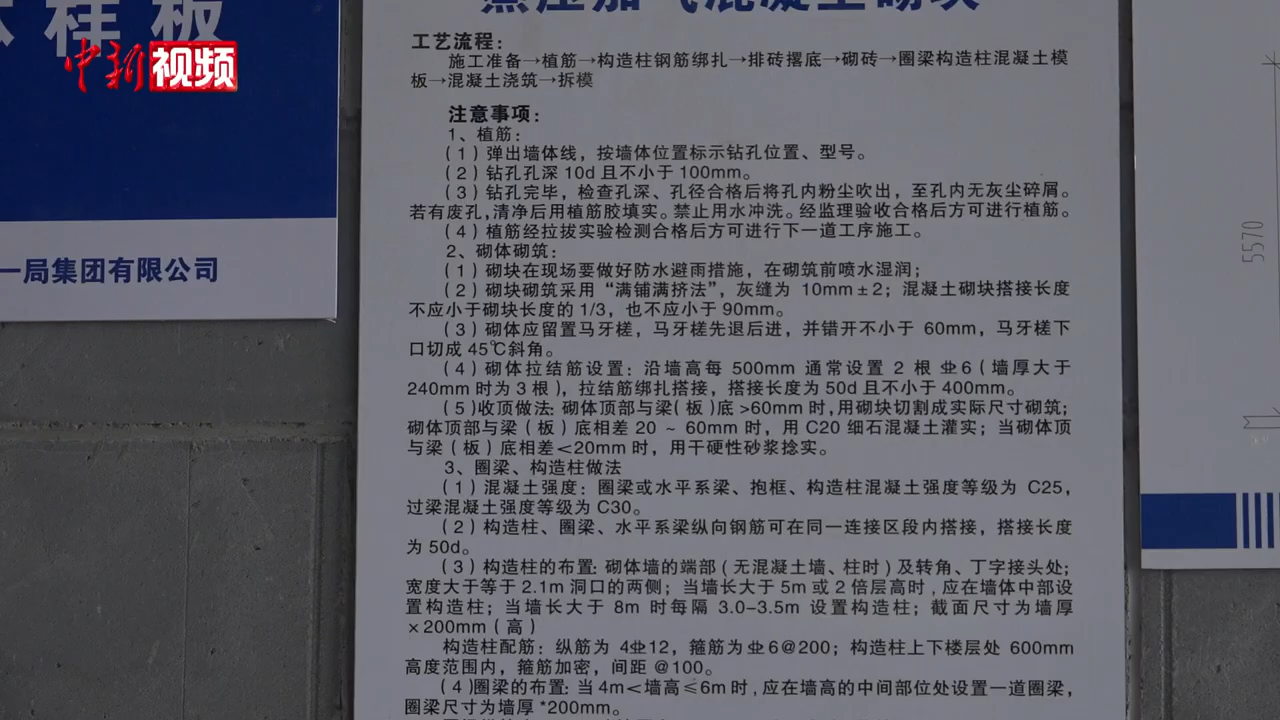 体样板
中新视频
一局集团有限公司
蒸压加气混凝土砌块
工艺流程：
施工准备→植筋→构造柱钢筋绑扎→排砖撂底→砌砖→圈梁构造柱混凝土模
板→混凝土浇筑→拆模
注意事项：
1、植筋：
（1）弹出墙体线，按墙体位置标示钻孔位置、型号。
（2）钻孔孔深 10d 且不小于 100mm。
（3）钻孔完毕，检查孔深、孔径合格后将孔内粉尘吹出，至孔内无灰尘碎屑。
若有废孔，清净后用植筋胶填实。禁止用水冲洗。经监理验收合格后方可进行植筋。
（4）植筋经拉拔实验检测合格后方可进行下一道工序施工。
2、砌体砌筑：
（1）砌块在现场要做好防水避雨措施，在砌筑前喷水湿润；
（2）砌块砌筑采用“满铺满挤法”，灰缝为 10mm±2；混凝土砌块搭接长度
不应小于砌块长度的 1/3，也不应小于 90mm。
（3）砌体应留置马牙槎，马牙槎先退后进，并错开不小于 60mm，马牙槎下
口切成 45℃斜角。
（4）砌体拉结筋设置：沿墙高每 500mm 通常设置 2 根 业6（墙厚大于
240mm 时为 3 根），拉结筋绑扎搭接，搭接长度为 50d 且不小于 400mm。
（5）收顶做法：砌体顶部与梁（板）底 >60mm 时，用砌块切割成实际尺寸砌筑；
砌体顶部与梁（板）底相差 20 ~ 60mm 时，用 C20 细石混凝土灌实；当砌体顶
与梁（板）底相差≤20mm 时，用干硬性砂浆捻实。
3、圈梁、构造柱做法
（1）混凝土强度：圈梁或水平系梁、抱框、构造柱混凝土强度等级为 C25，
过梁混凝土强度等级为 C30。
（2）构造柱、圈梁、水平系梁纵向钢筋可在同一连接区段内搭接，搭接长度
为 50d。
（3）构造柱的布置：砌体墙的端部（无混凝土墙、柱时）及转角、丁字接头处；
宽度大于等于 2.1m 洞口的两侧；当墙长大于 5m 或 2 倍层高时，应在墙体中部设
置构造柱；当墙长大于 8m 时每隔 3.0-3.5m 设置构造柱；截面尺寸为墙厚
×200mm（高）
构造柱配筋：纵筋为 4业12，箍筋为业6@200；构造柱上下楼层处 600mm
高度范围内，箍筋加密，间距 @100。
（4）圈梁的布置：当 4m<墙高≤6m 时，应在墙高的中间部位处设置一道圈梁，
圈梁尺寸为墙厚 *200mm。
5570